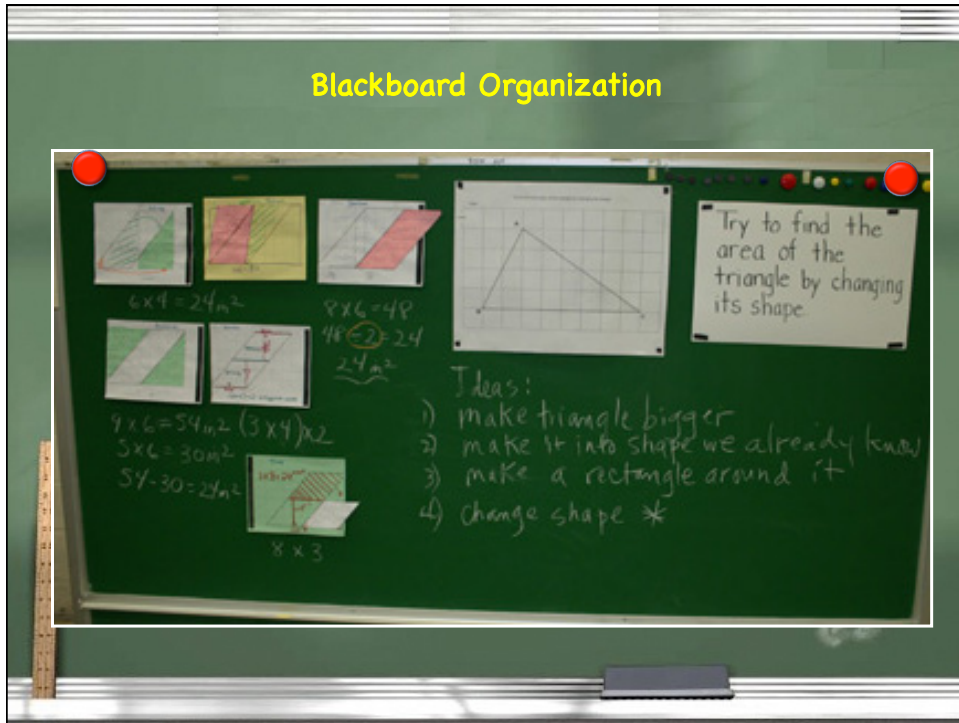 Blackboard Organization
6 x 4 = 24m²
8 x 6 = 48
48 ÷ 2 = 24
24m²
9 x 6 = 54m²
5 x 6 = 30m²
54 - 30 = 24m²
(3 x 4) x 2
8 x 3
Try to find the
area of the
triangle by changing
its shape.
Ideas:
1) make triangle bigger
2) make it into shape we already know
3) make a rectangle around it
4) change shape *